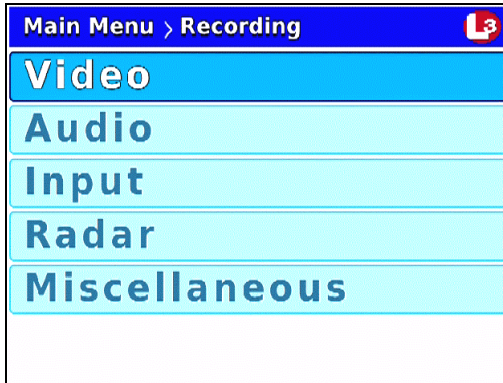 Main Menu > Recording L3
Video
Audio
Input
Radar
Miscellaneous